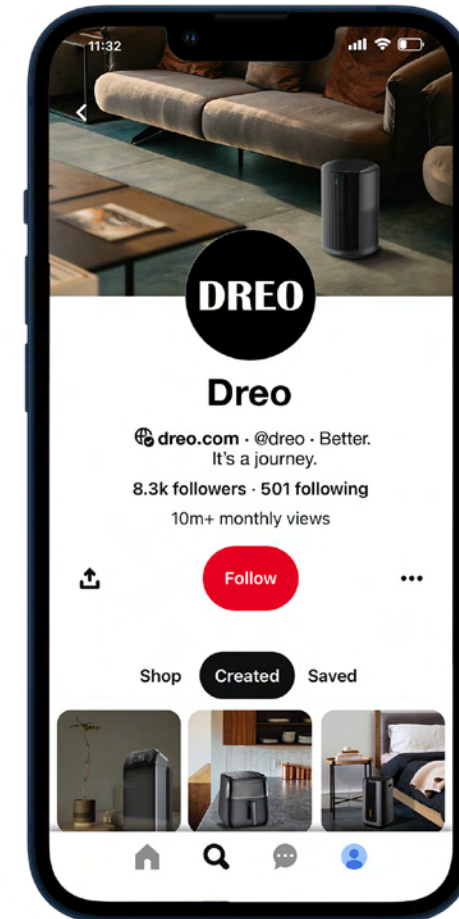 11:32
DREO
Dreo
dreo.com · @dreo · Better.
It's a journey.
8.3k followers · 501 following
10m+ monthly views
Follow
Shop
Created
Saved